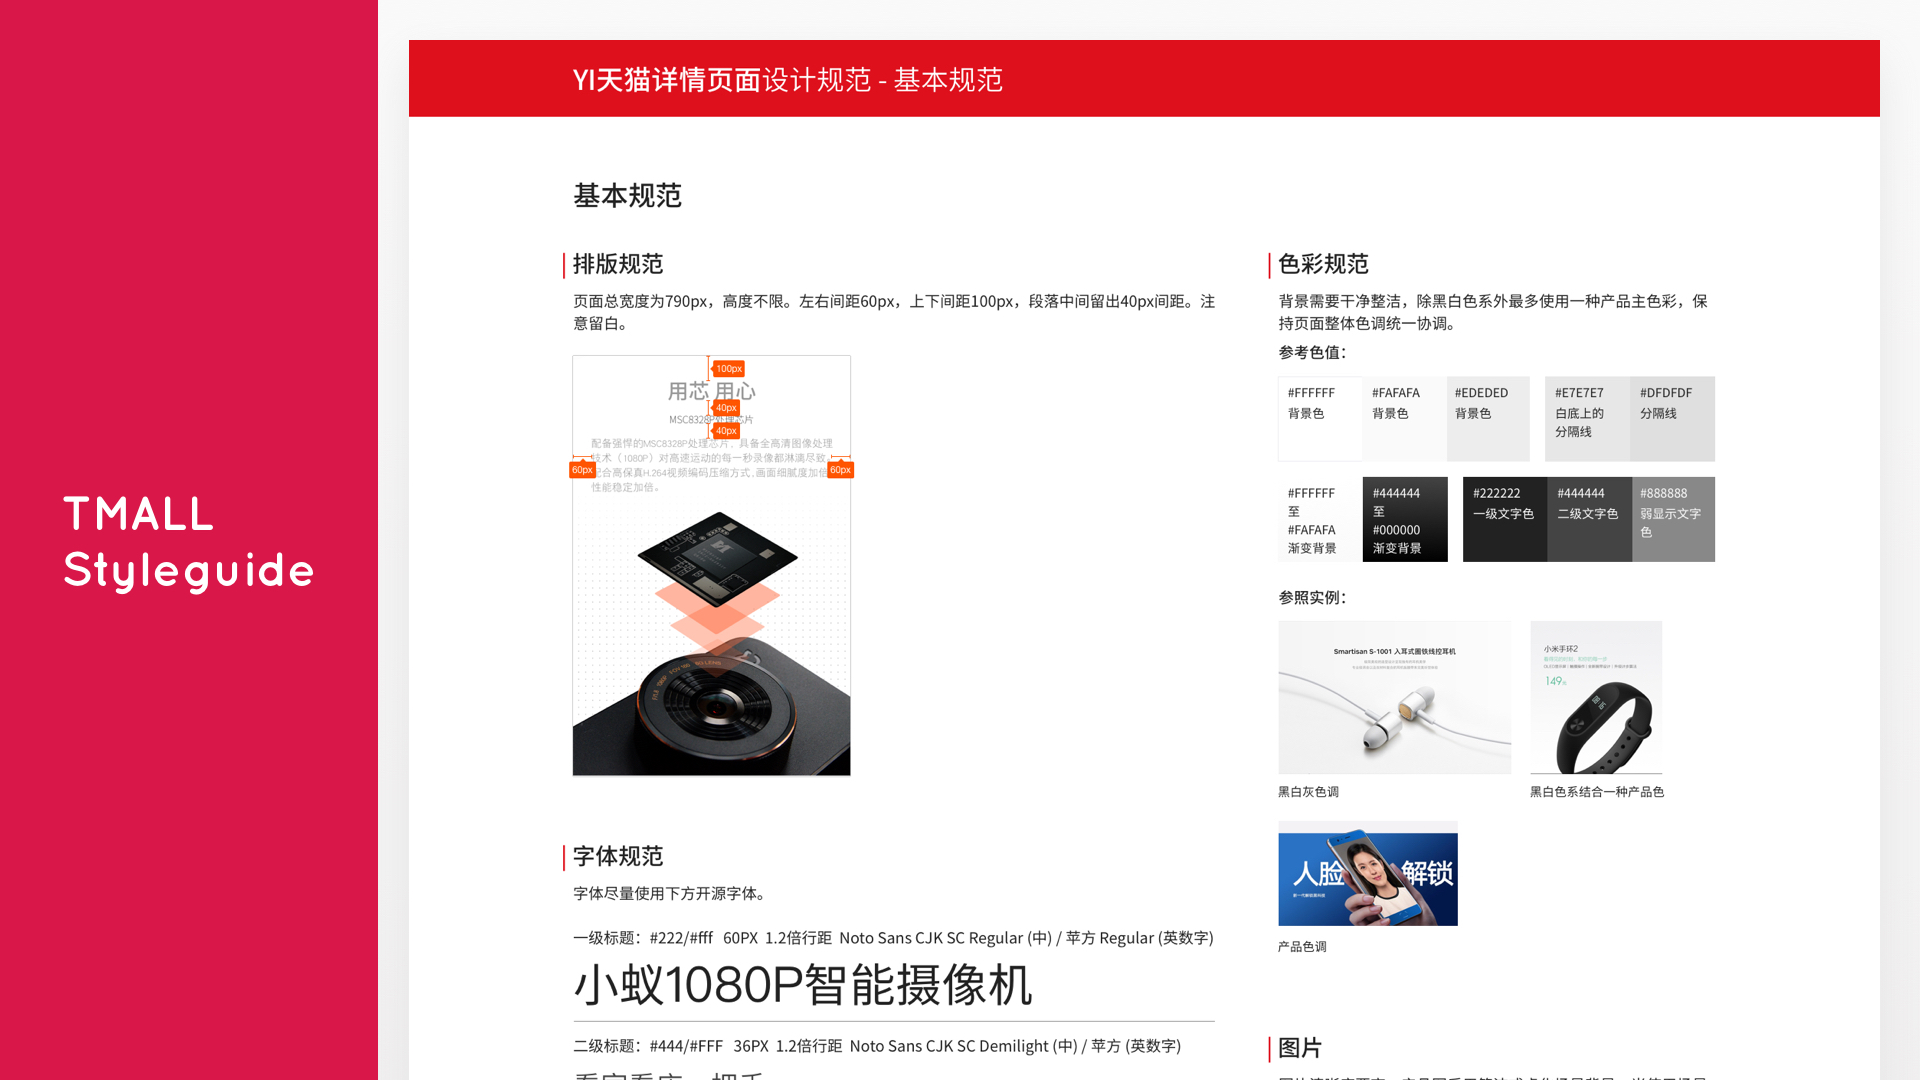 TMALL
Styleguide
YI天猫详情页面设计规范 - 基本规范
基本规范
排版规范
页面总宽度为790px，高度不限。左右间距60px，上下间距100px，段落中间留出40px间距。注
意留白。
100px
用芯 用心
40px
MSC8328P处理芯片
40px
配备强悍的MSC8328P处理芯片，具备全高清图像处理
技术（1080P）对高速运动的每一秒录像都淋漓尽致，
60px
60px
配合高保真H.264视频编码压缩方式,画面细腻度加倍
性能稳定加倍。
字体规范
字体尽量使用下方开源字体。
一级标题：#222/#fff 60PX 1.2倍行距 Noto Sans CJK SC Regular (中) / 苹方 Regular (英数字)
小蚁1080P智能摄像机
二级标题：#444/#FFF 36PX 1.2倍行距 Noto Sans CJK SC Demilight (中) / 苹方 (英数字)
色彩规范
背景需要干净整洁，除黑白色系外最多使用一种产品主色彩，保
持页面整体色调统一协调。
参考色值：
#FFFFFF
背景色
#FAFAFA
背景色
#EDEDED
背景色
#E7E7E7
白底上的
分隔线
#DFDFDF
分隔线
#FFFFFF
至
#FAFAFA
渐变背景
#444444
至
#000000
渐变背景
#222222
一级文字色
#444444
二级文字色
#888888
弱显示文字
色
参照实例：
Smartisan S-1001 入耳式圈铁线控耳机
小米手环2
149元
黑白灰色调
黑白色系结合一种产品色
人脸 解锁
产品色调
图片